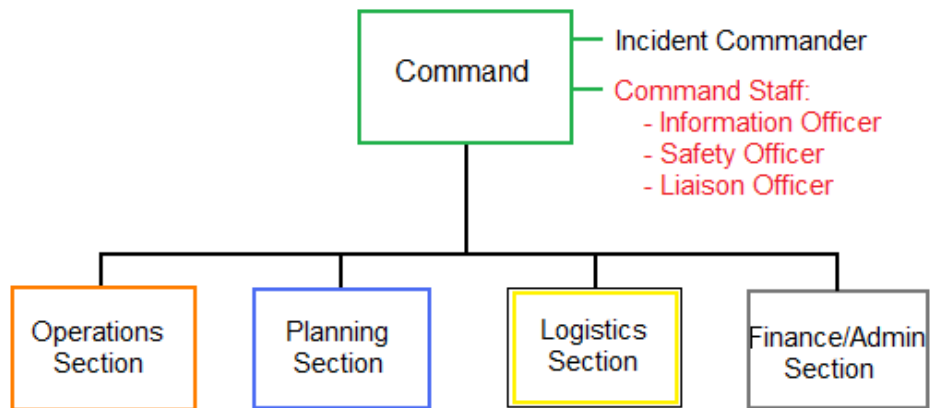 Command
Incident Commander
Command Staff:
- Information Officer
- Safety Officer
- Liaison Officer
Operations
Section
Planning
Section
Logistics
Section
Finance/Admin
Section